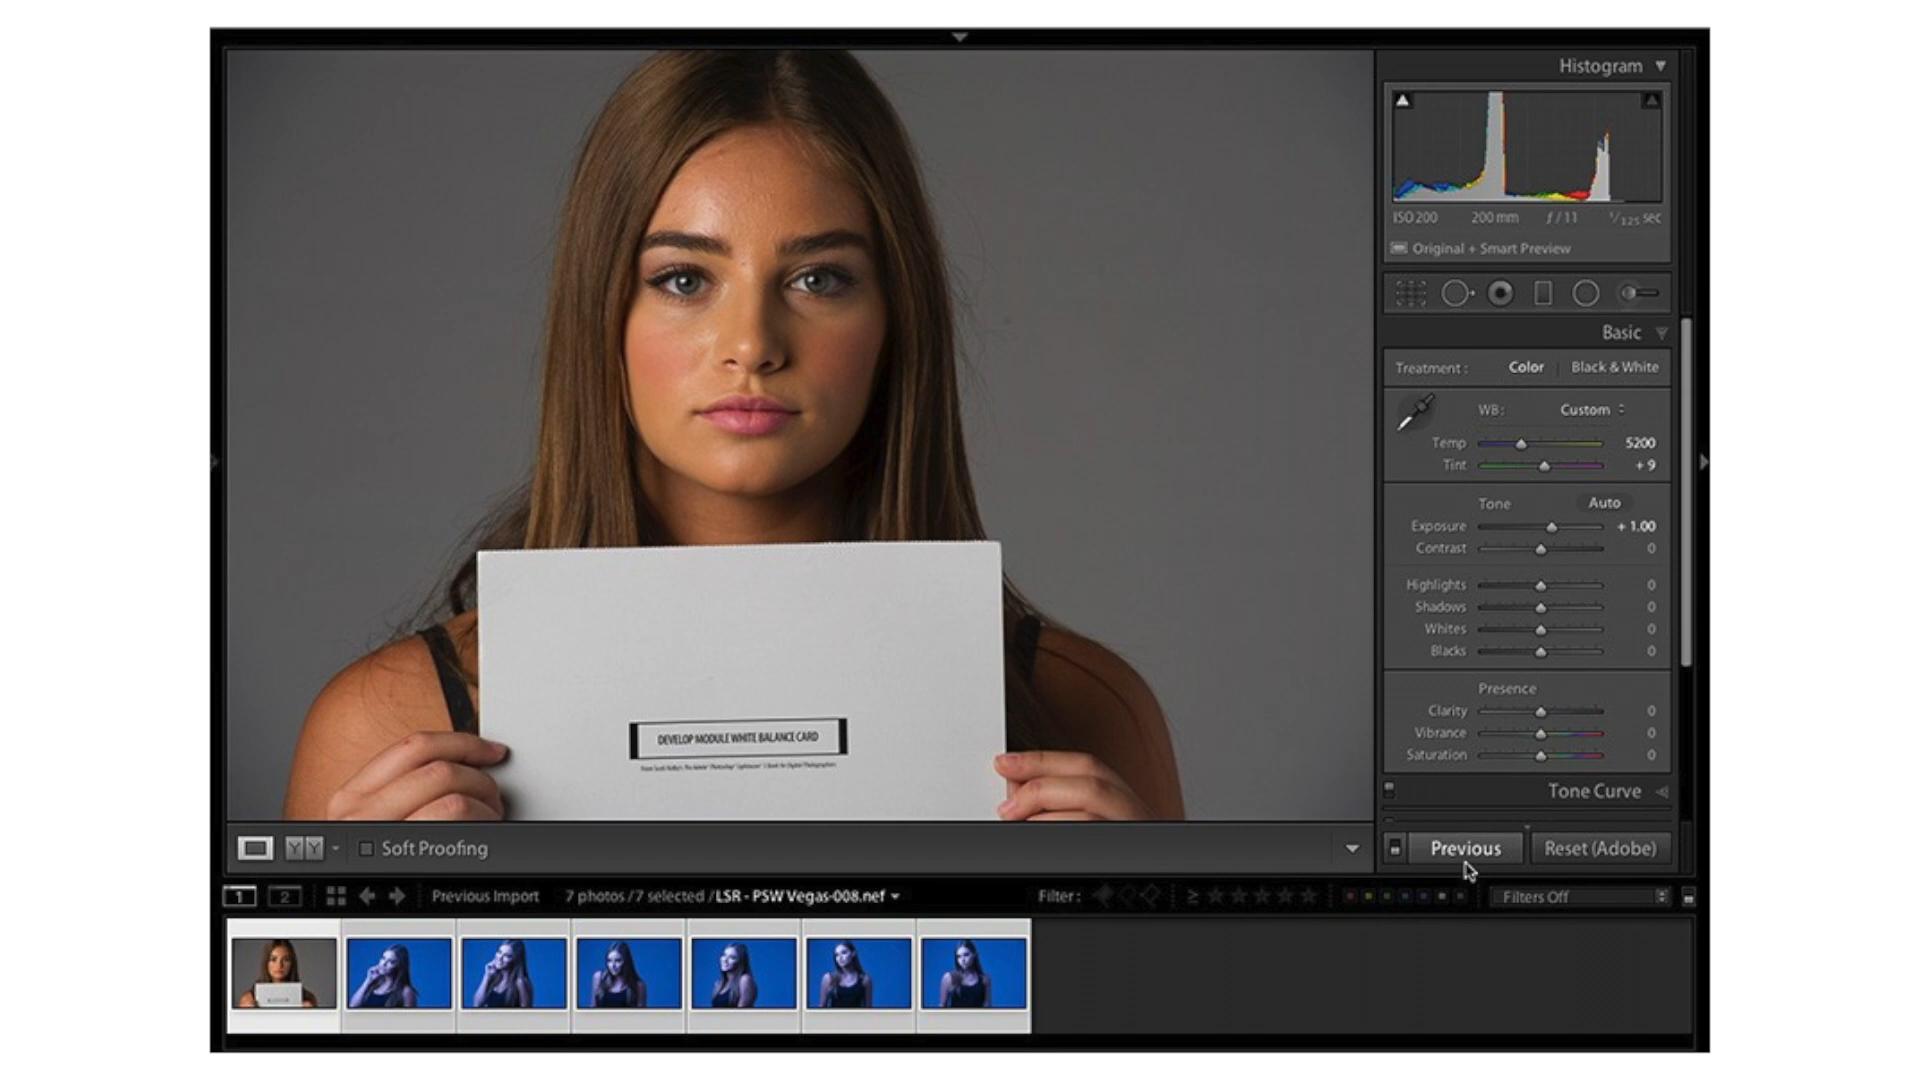 Histogram
ISO 200 200 mm f / 11 1/125 sec
Original + Smart Preview
Basic
Treatment : Color Black & White
WB: Custom
Temp 5200
Tint + 9
Tone Auto
Exposure + 1.00
Contrast 0
Highlights 0
Shadows 0
Whites 0
Blacks 0
Presence
Clarity 0
Vibrance 0
Saturation 0
Tone Curve
DEVELOP MODULE WHITE BALANCE CARD
YY Soft Proofing
Previous Reset (Adobe)
1 2 Previous Import 7 photos / 7 selected / LSR - PSW Vegas-008.nef Filter: ≥ Filters Off